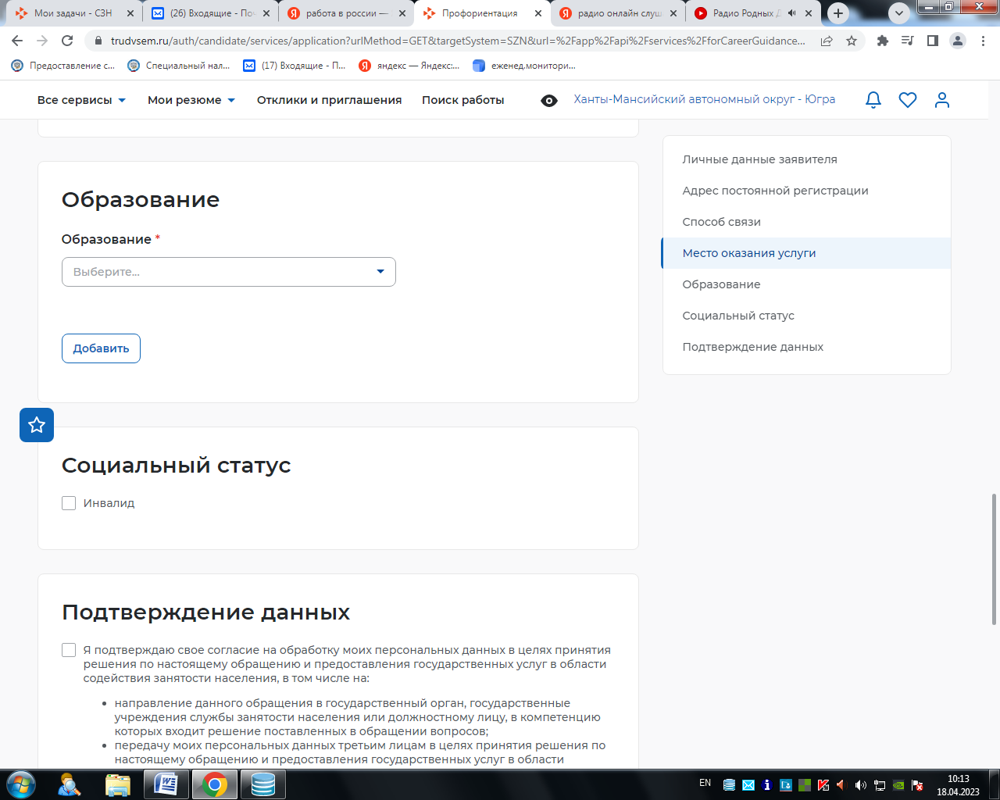 Мои задачи - СЗН
(26) Входящие - Поч
работа в россии —
Профориентация
радио онлайн слуш
Радио Родных Д
trudvsem.ru/auth/candidate/services/application?urlMethod=GET&targetSystem=SZN&url=%2Fapp%2Fapi%2Fservices%2FforCareerGuidance...
Предоставление с...
Специальный нал...
(17) Входящие - П...
яндекс — Яндекс:...
еженед.монитори...
Все сервисы
Мои резюме
Отклики и приглашения
Поиск работы
Ханты-Мансийский автономный округ - Югра
Образование
Образование *
Выберите...
Добавить
Социальный статус
Инвалид
Подтверждение данных
Я подтверждаю свое согласие на обработку моих персональных данных в целях принятия
решения по настоящему обращению и предоставления государственных услуг в области
содействия занятости населения, в том числе на:
направление данного обращения в государственный орган, государственные
учреждения службы занятости населения или должностному лицу, в компетенцию
которых входит решение поставленных в обращении вопросов;
передачу моих персональных данных третьим лицам в целях принятия решения по
настоящему обращению и предоставления государственных услуг в области
Личные данные заявителя
Адрес постоянной регистрации
Способ связи
Место оказания услуги
Образование
Социальный статус
Подтверждение данных
EN
10:13
18.04.2023